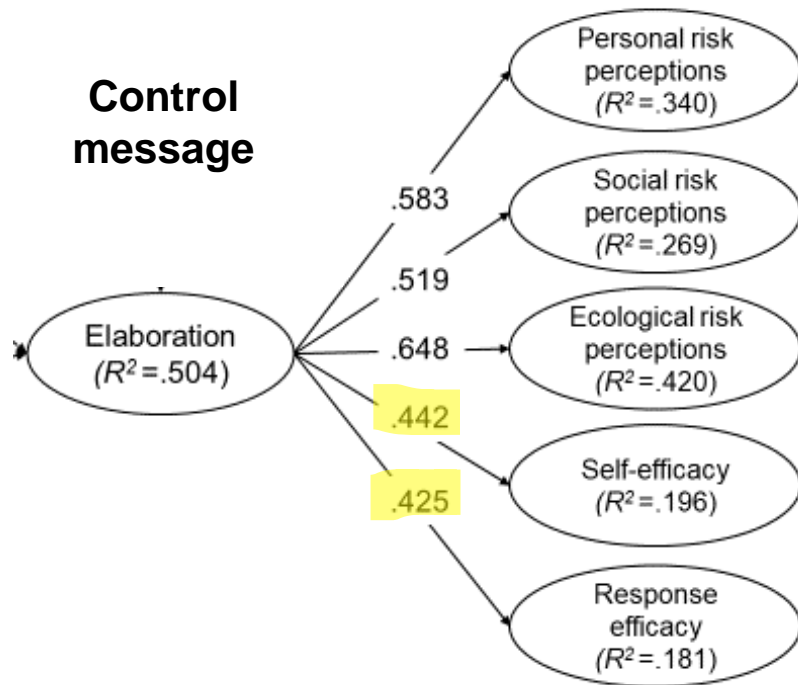 Control
message
Personal risk
perceptions
(R²=.340)
.583
Social risk
perceptions
(R²=.269)
.519
Elaboration
(R²=.504)
.648
Ecological risk
perceptions
(R²=.420)
.442
Self-efficacy
(R²=.196)
.425
Response
efficacy
(R²=.181)